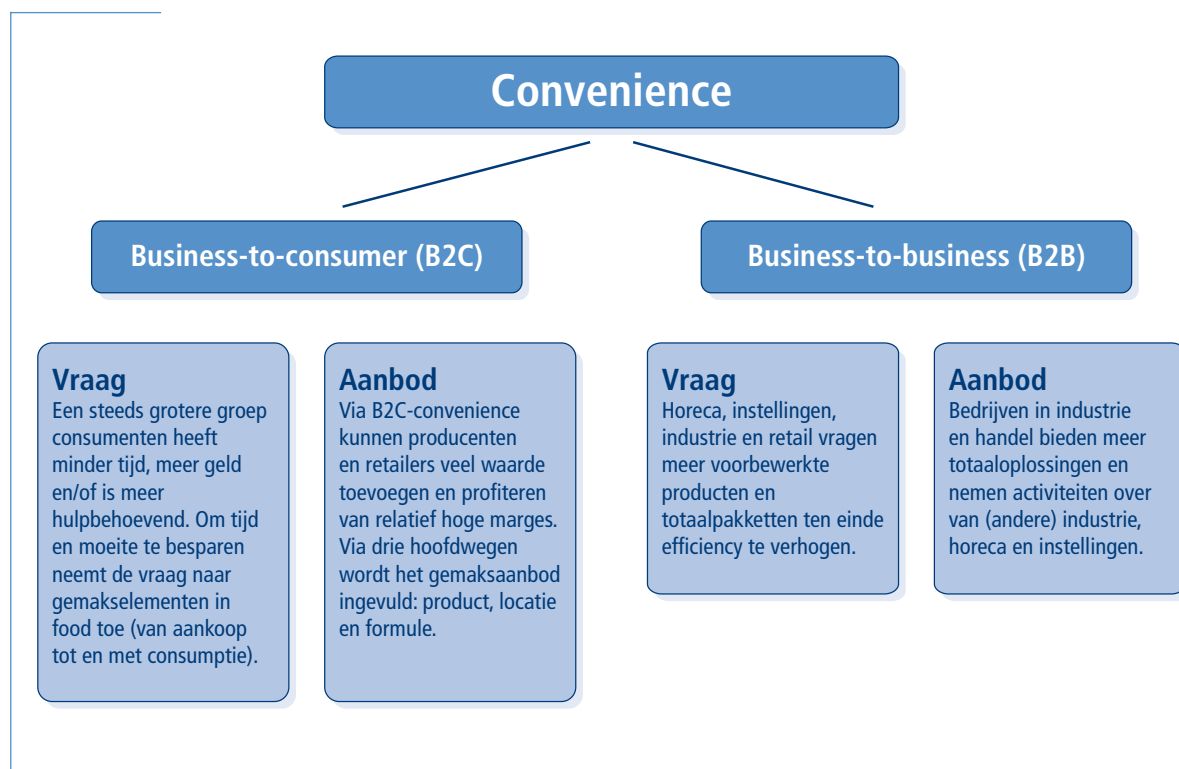 Convenience
Business-to-consumer (B2C)
Business-to-business (B2B)
Vraag
Een steeds grotere groep
consumenten heeft
minder tijd, meer geld
en/of is meer
hulpbehoevend. Om tijd
en moeite te besparen
neemt de vraag naar
gemakselementen in
food toe (van aankoop
tot en met consumptie).
Aanbod
Via B2C-convenience
kunnen producenten
en retailers veel waarde
toevoegen en profiteren
van relatief hoge marges.
Via drie hoofdwegen
wordt het gemaksaanbod
ingevuld: product, locatie
en formule.
Vraag
Horeca, instellingen,
industrie en retail vragen
meer voorbewerkte
producten en
totaalpakketten ten einde
efficiency te verhogen.
Aanbod
Bedrijven in industrie
en handel bieden meer
totaaloplossingen en
nemen activiteiten over
van (andere) industrie,
horeca en instellingen.